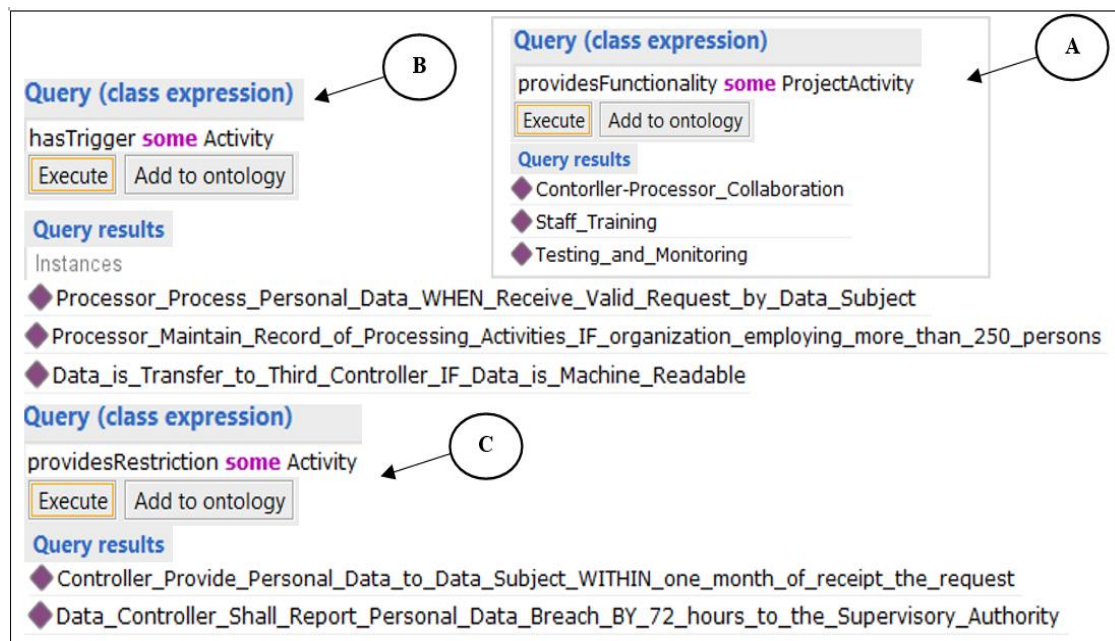 A
Query (class expression)
providesFunctionality some ProjectActivity
Execute Add to ontology
Query results
Contorller-Processor_Collaboration
Staff_Training
Testing_and_Monitoring
B
Query (class expression)
hasTrigger some Activity
Execute Add to ontology
Query results
Instances
Processor_Process_Personal_Data_WHEN_Receive_Valid_Request_by_Data_Subject
Processor_Maintain_Record_of_Processing_Activities_IF_organization_employing_more_than_250_persons
Data_is_Transfer_to_Third_Controller_IF_Data_is_Machine_Readable
C
Query (class expression)
providesRestriction some Activity
Execute Add to ontology
Query results
Controller_Provide_Personal_Data_to_Data_Subject_WITHIN_one_month_of_receipt_the_request
Data_Controller_Shall_Report_Personal_Data_Breach_BY_72_hours_to_the_Supervisory_Authority